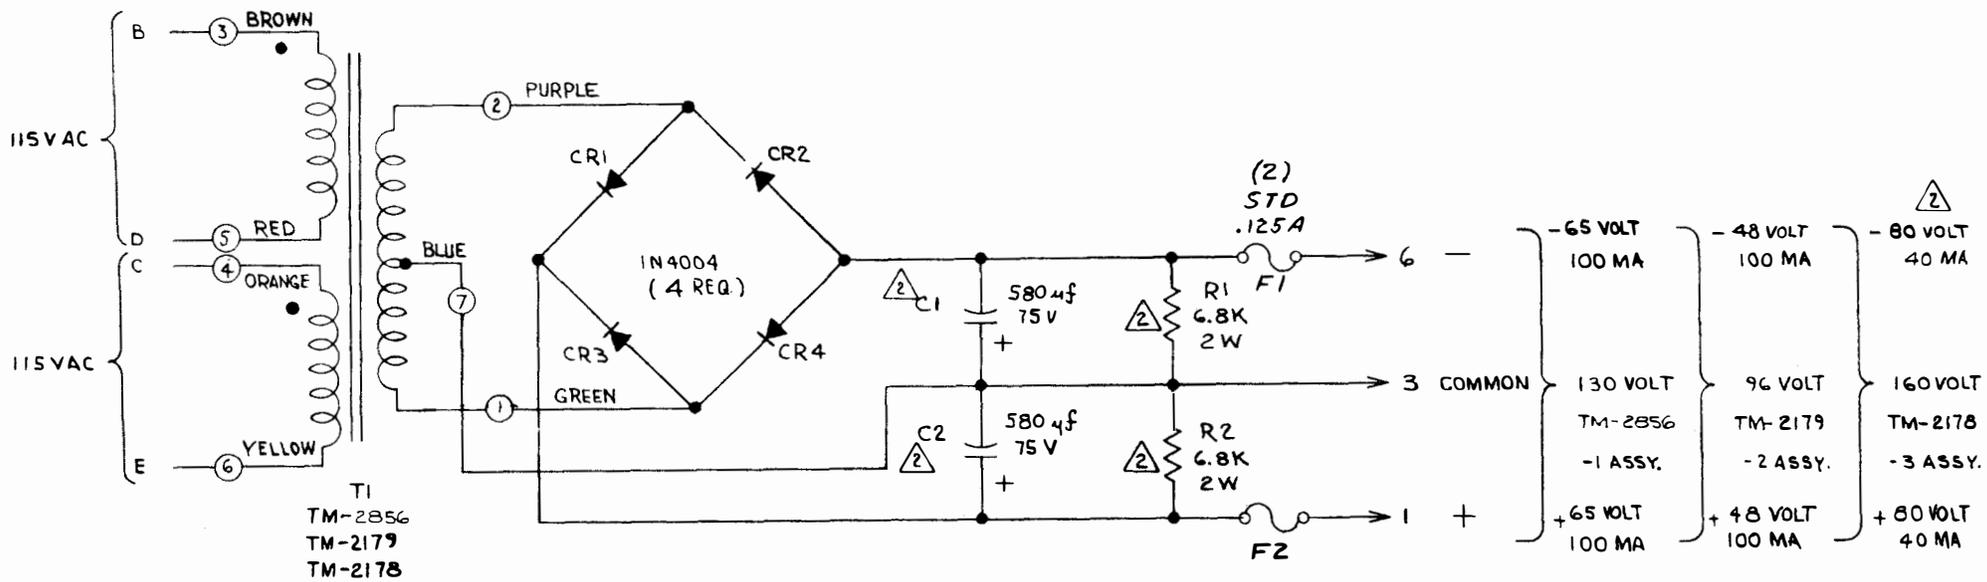 B
3
BROWN
115 VAC
D
5
RED
C
4
ORANGE
115 VAC
E
6
YELLOW
T1
TM-2856
TM-2179
TM-2178
2
PURPLE
BLUE
7
1
GREEN
CR1
CR2
1N4004
(4 REQ.)
CR3
CR4
2
C1
580 µf
75 V
+
2
R1
6.8K
2W
C2
2
580 µf
75 V
+
2
R2
6.8K
2W
(2)
STD
.125A
F1
F2
6 —
3 COMMON
1 +
-65 VOLT
100 MA
130 VOLT
TM-2856
-1 ASSY.
+65 VOLT
100 MA
-48 VOLT
100 MA
96 VOLT
TM-2179
-2 ASSY.
+48 VOLT
100 MA
2
-80 VOLT
40 MA
160 VOLT
TM-2178
-3 ASSY.
+80 VOLT
40 MA